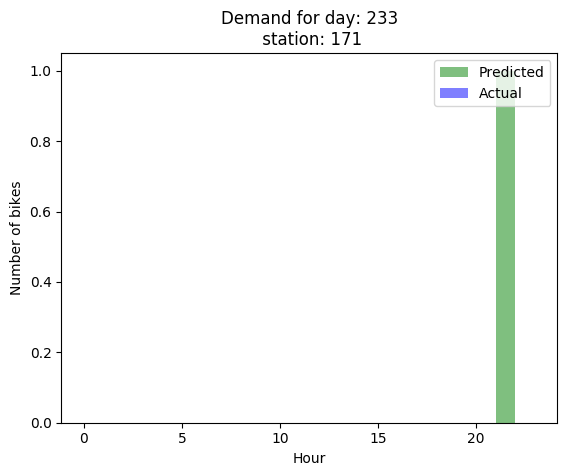 Demand for day: 233
station: 171
Predicted
Actual
1.0
0.8
0.6
0.4
0.2
0.0
Number of bikes
0 5 10 15 20
Hour